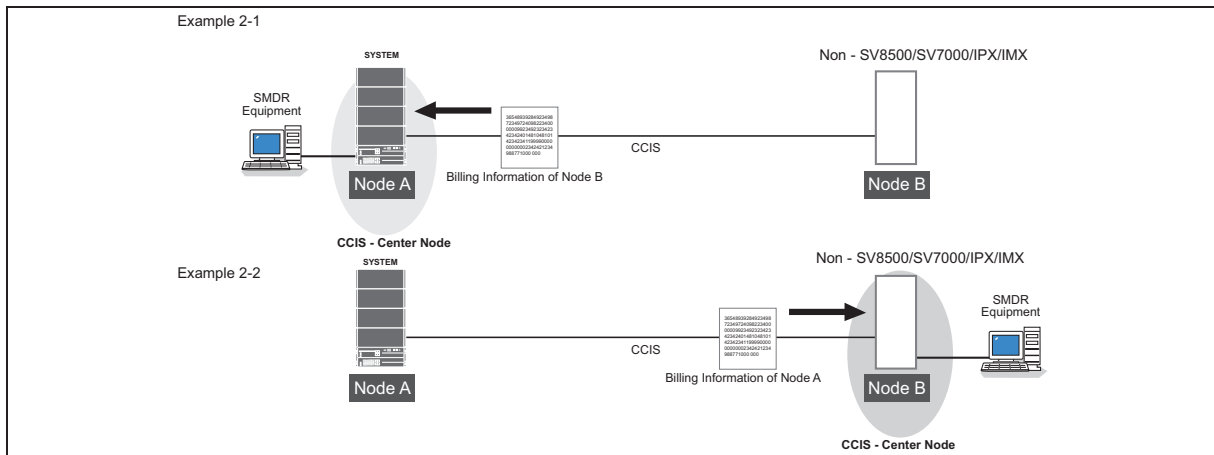 Example 2-1
SYSTEM
Non - SV8500/SV7000/IPX/IMX
SMDR
Equipment
CCIS
Billing Information of Node B
Node A
Node B
CCIS - Center Node
Example 2-2
SYSTEM
Non - SV8500/SV7000/IPX/IMX
SMDR
Equipment
CCIS
Billing Information of Node A
Node A
Node B
CCIS - Center Node